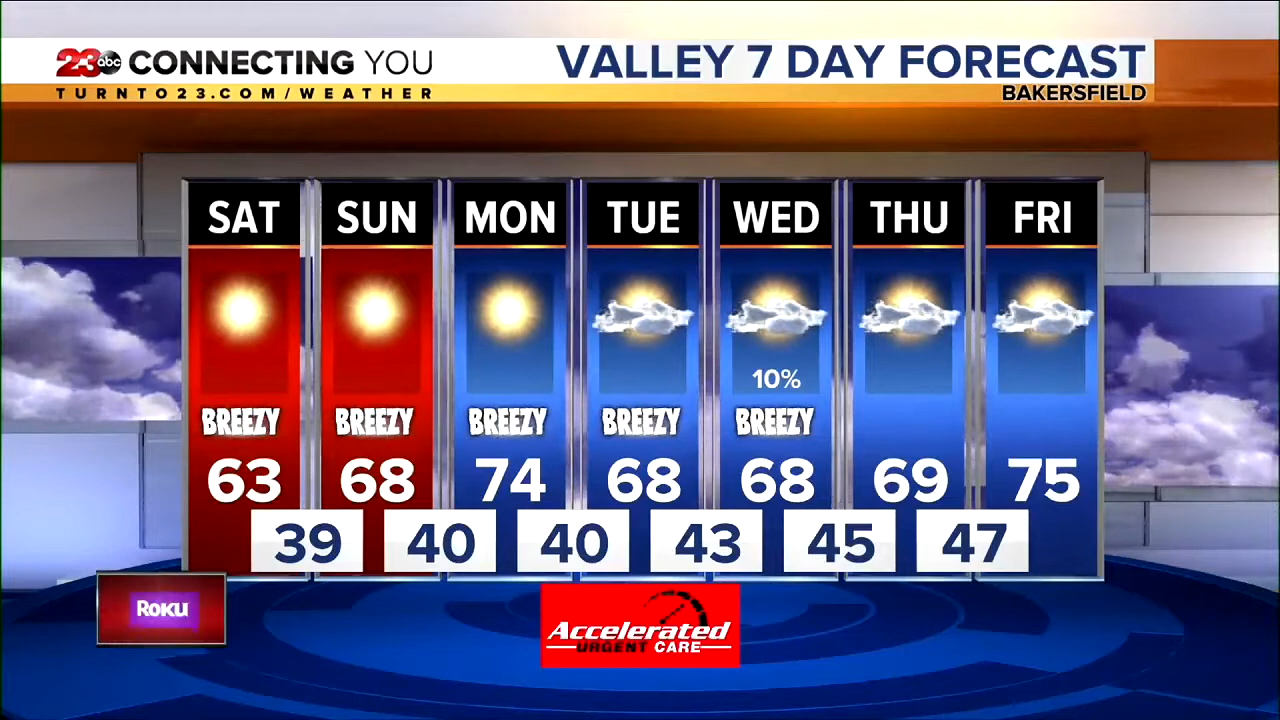 23 abc CONNECTING YOU
TURNTO23.COM/WEATHER
VALLEY 7 DAY FORECAST
BAKERSFIELD
SAT SUN MON TUE WED THU FRI
10%
BREEZY BREEZY BREEZY BREEZY BREEZY
63 68 74 68 68 69 75
39 40 40 43 45 47
ROKU
Accelerated
URGENT CARE